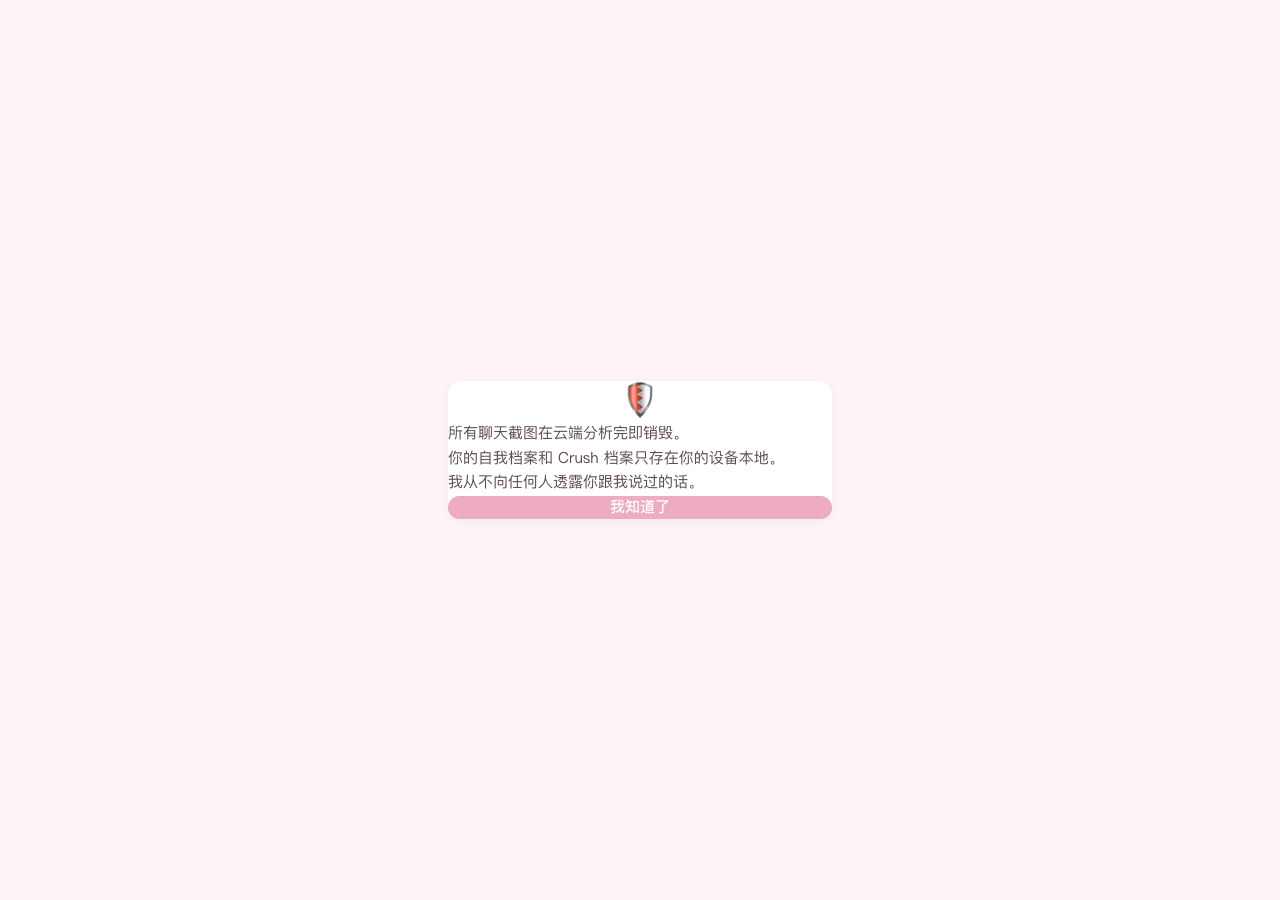 所有聊天截图在云端分析完即销毁。
你的自我档案和 Crush 档案只存在你的设备本地。
我从不向任何人透露你跟我说过的话。
我知道了